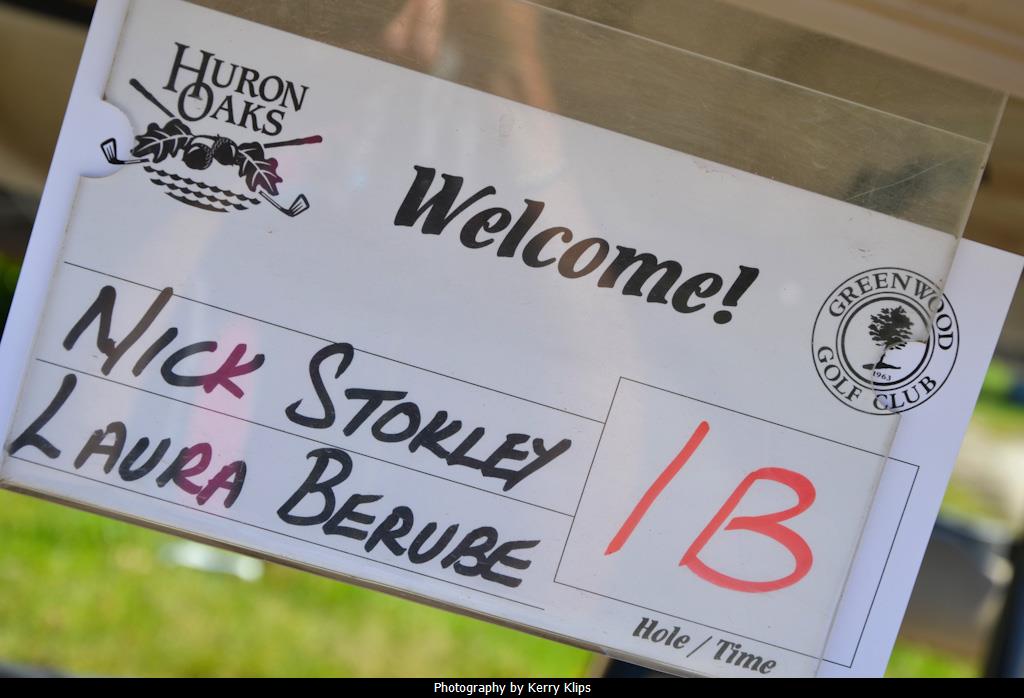 HURON
OAKS
Welcome!
GREENWOOD
GOLF CLUB
1963
NICK STOKLEY
LAURA BERUBE
1B
Hole / Time
Photography by Kerry Klips